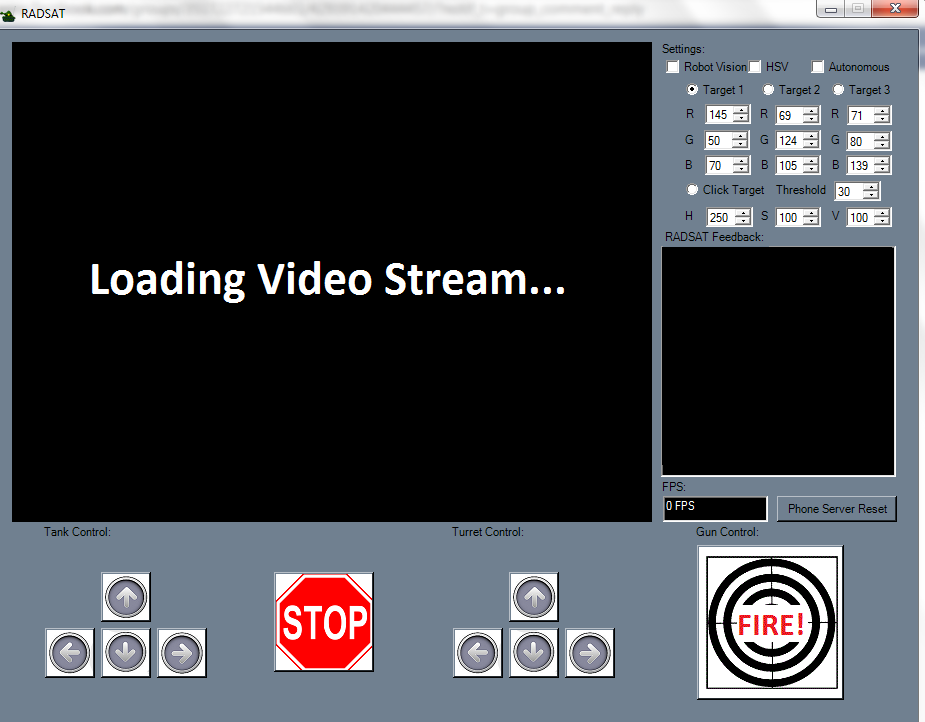 RADSAT
Settings:
Robot Vision HSV Autonomous
Target 1 Target 2 Target 3
R 145 R 69 R 71
G 50 G 124 G 80
B 70 B 105 B 139
Click Target Threshold 30
H 250 S 100 V 100
RADSAT Feedback:
Loading Video Stream...
FPS:
0 FPS Phone Server Reset
Tank Control: Turret Control: Gun Control:
STOP
FIRE!